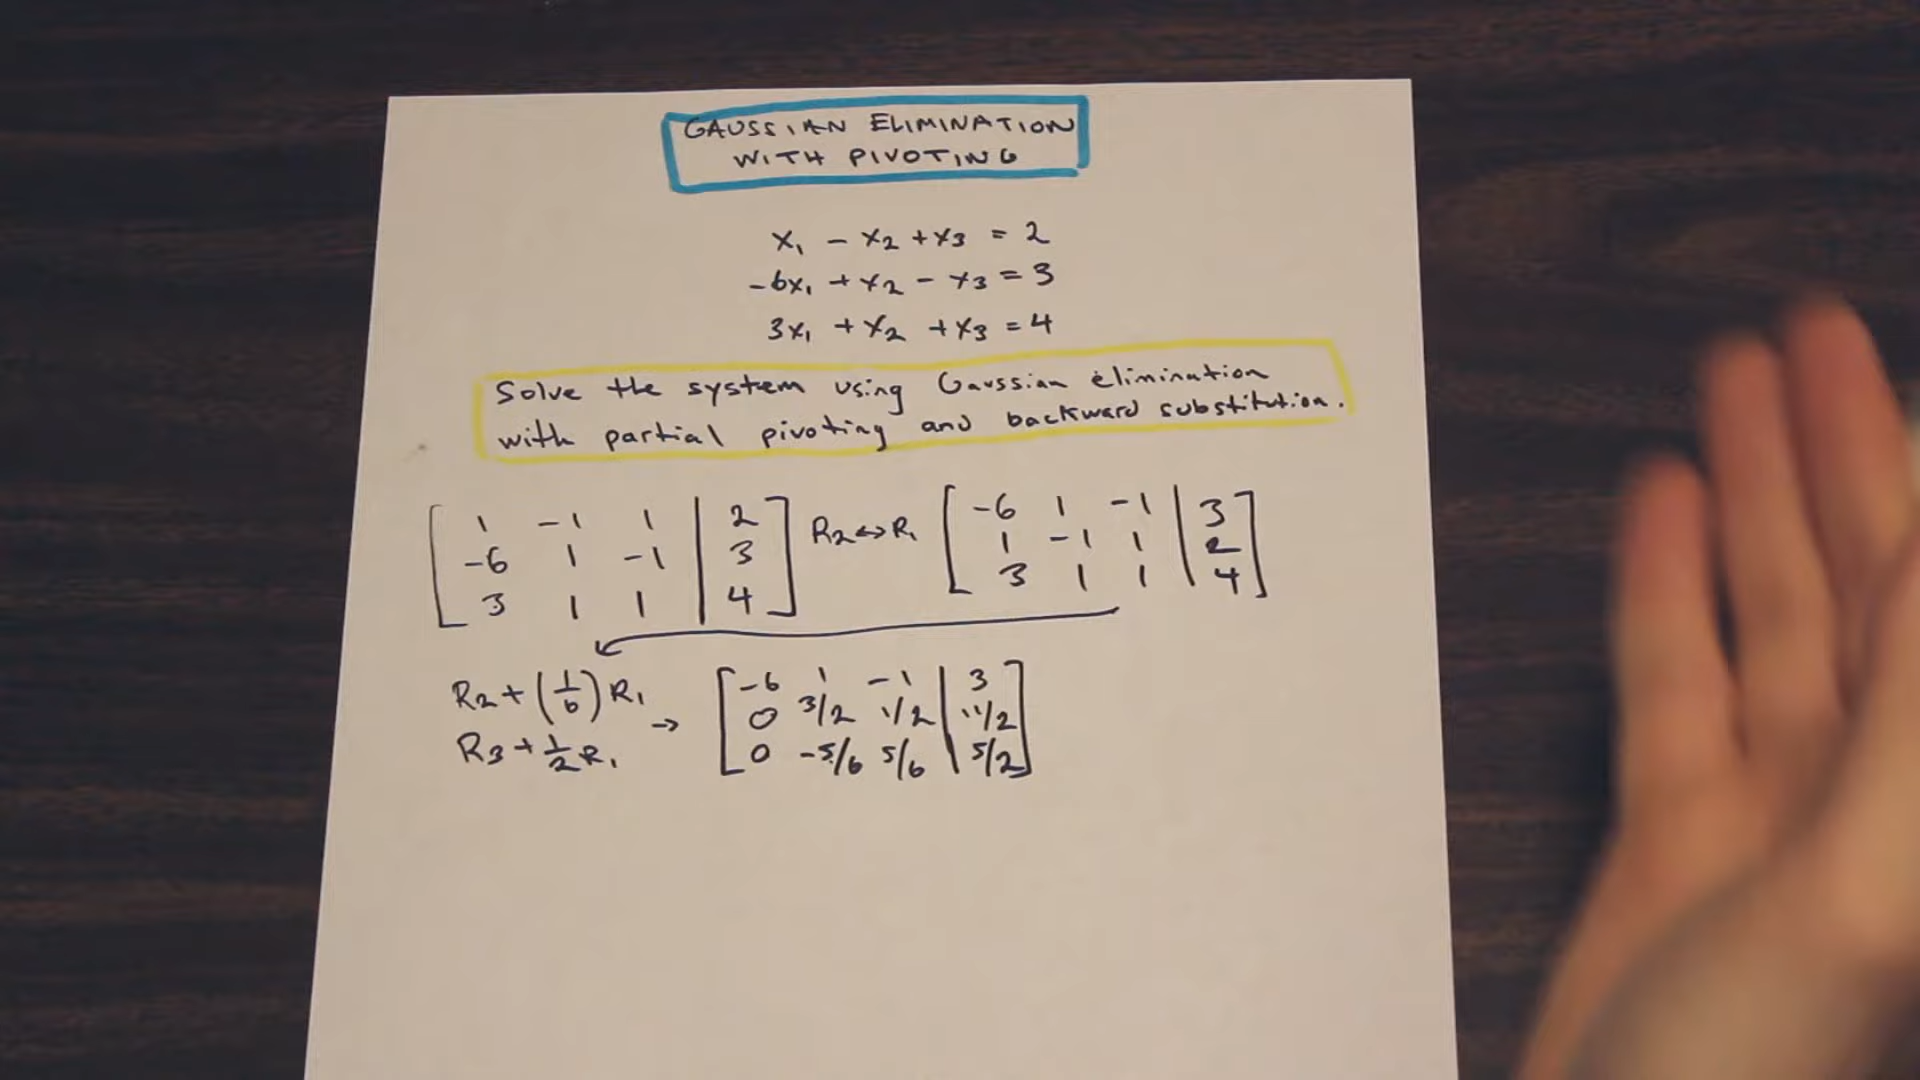 GAUSSIAN ELIMINATION
WITH PIVOTING
x₁ - x₂ + x₃ = 2
-6x₁ + x₂ - x₃ = 3
3x₁ + x₂ + x₃ = 4
Solve the system using Gaussian elimination
with partial pivoting and backward substitution.
[ 1 -1 1 | 2 ] R₂ ↔ R₁ [ -6 1 -1 | 3 ]
[ -6 1 -1 | 3 ] [ 1 -1 1 | 2 ]
[ 3 1 1 | 4 ] [ 3 1 1 | 4 ]
R₂ + (1/6) R₁ → [ -6 1 -1 | 3 ]
[ 0 3/2 1/2 | 11/2 ]
R₃ + 1/2 R₁ [ 0 -5/6 5/6 | 5/2 ]